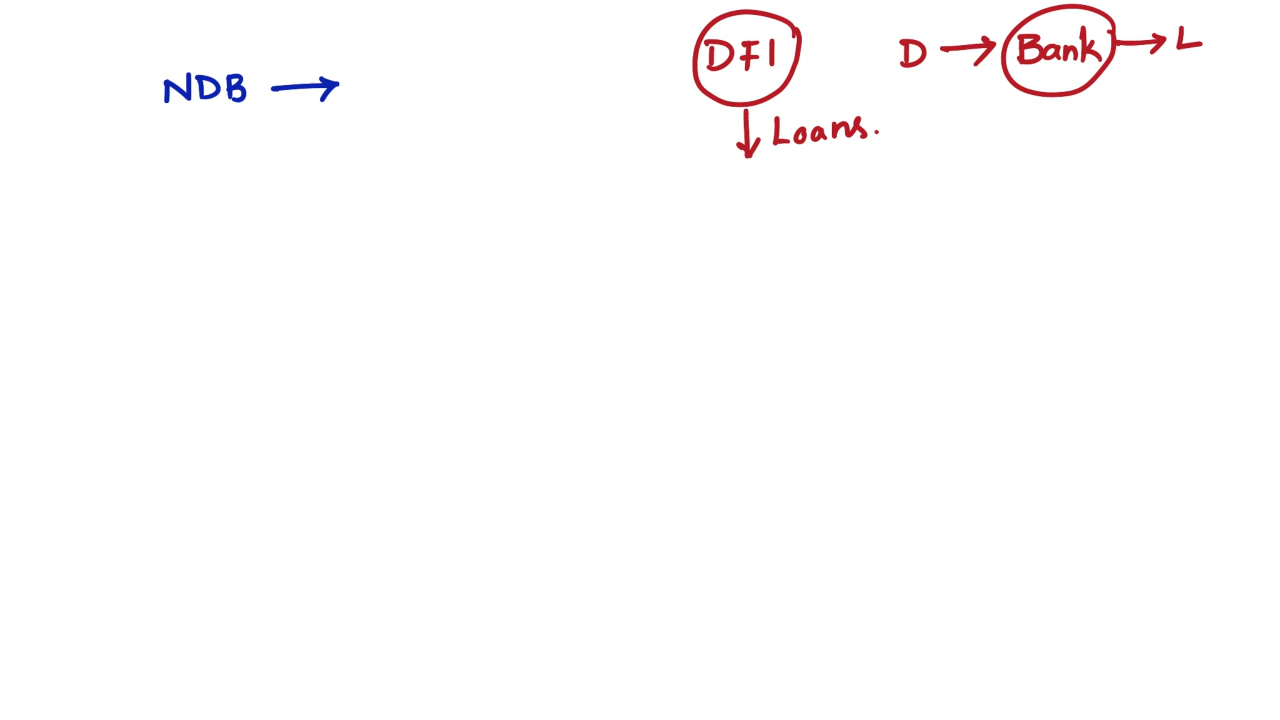 NDB →
DFI
↓ Loans.
D → Bank → L